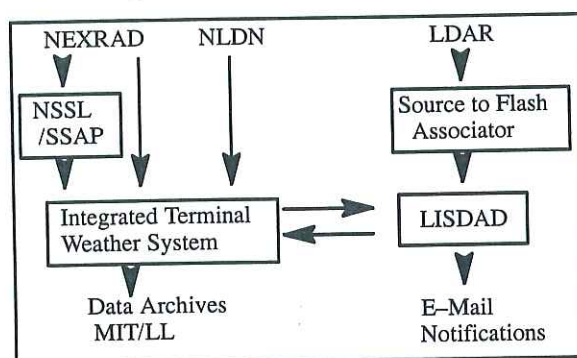 NEXRAD NLDN LDAR
NSSL
/SSAP
Source to Flash
Associator
Integrated Terminal
Weather System
LISDAD
Data Archives
MIT/LL
E–Mail
Notifications